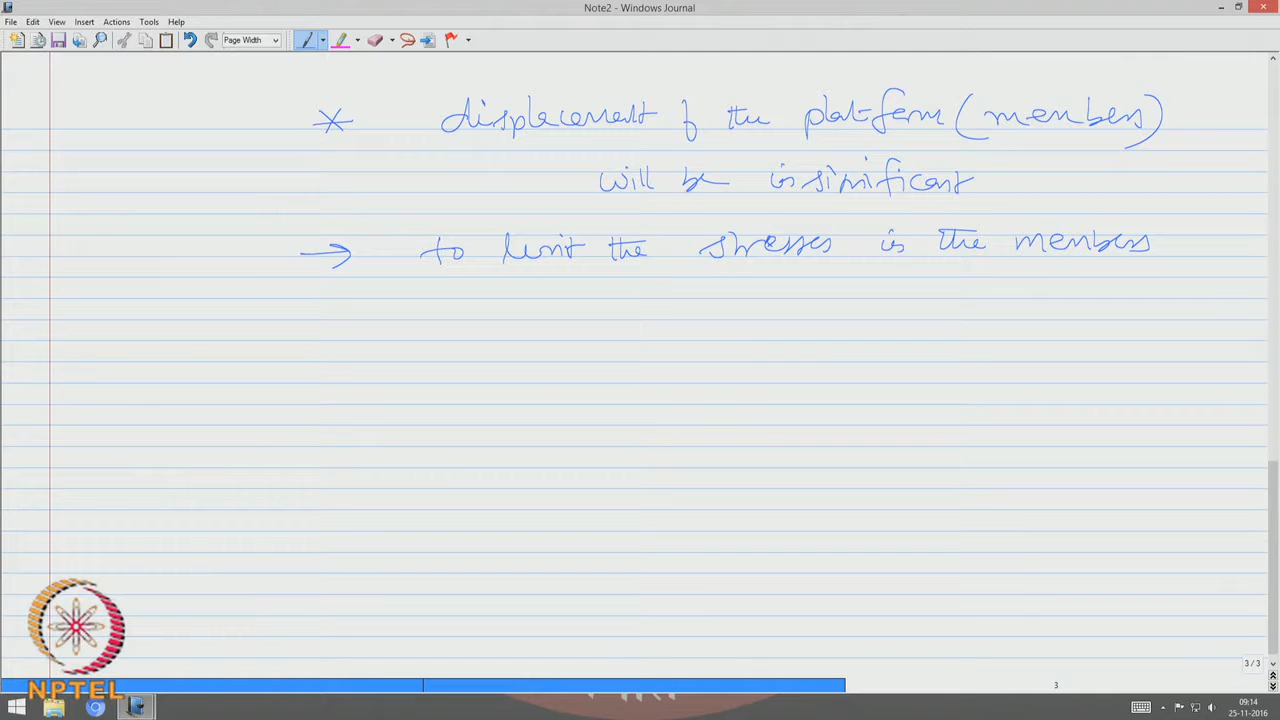 Note2 - Windows Journal
File Edit View Insert Actions Tools Help
Page Width
* displacement of the platform (members)
will be insignificant
→ to limit the stresses in the members
3 / 3
3
NPTEL
09:14
25-11-2016